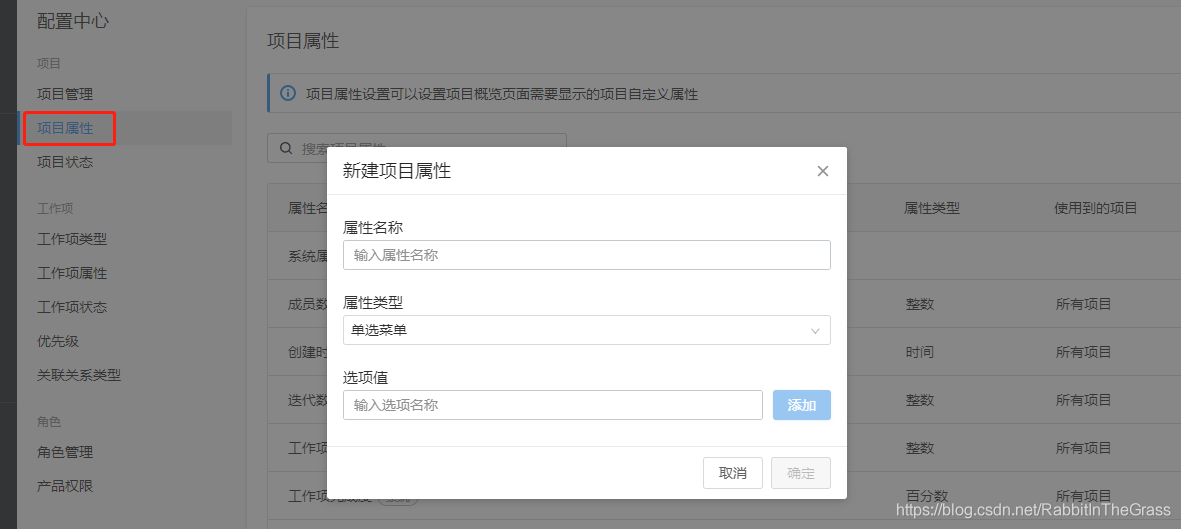 配置中心
项目
项目管理
项目属性
项目状态
工作项
工作项类型
工作项属性
工作项状态
优先级
关联关系类型
角色
角色管理
产品权限
项目属性
项目属性设置可以设置项目概览页面需要显示的项目自定义属性
搜索项目属性
属性名 属性类型 使用到的项目
系统属
成员数 整数 所有项目
创建时 时间 所有项目
迭代数 整数 所有项目
工作项 整数 所有项目
工作项完成度 百分数 所有项目
新建项目属性
属性名称
输入属性名称
属性类型
单选菜单
选项值
输入选项名称 添加
取消 确定
https://blog.csdn.net/RabbitInTheGrass